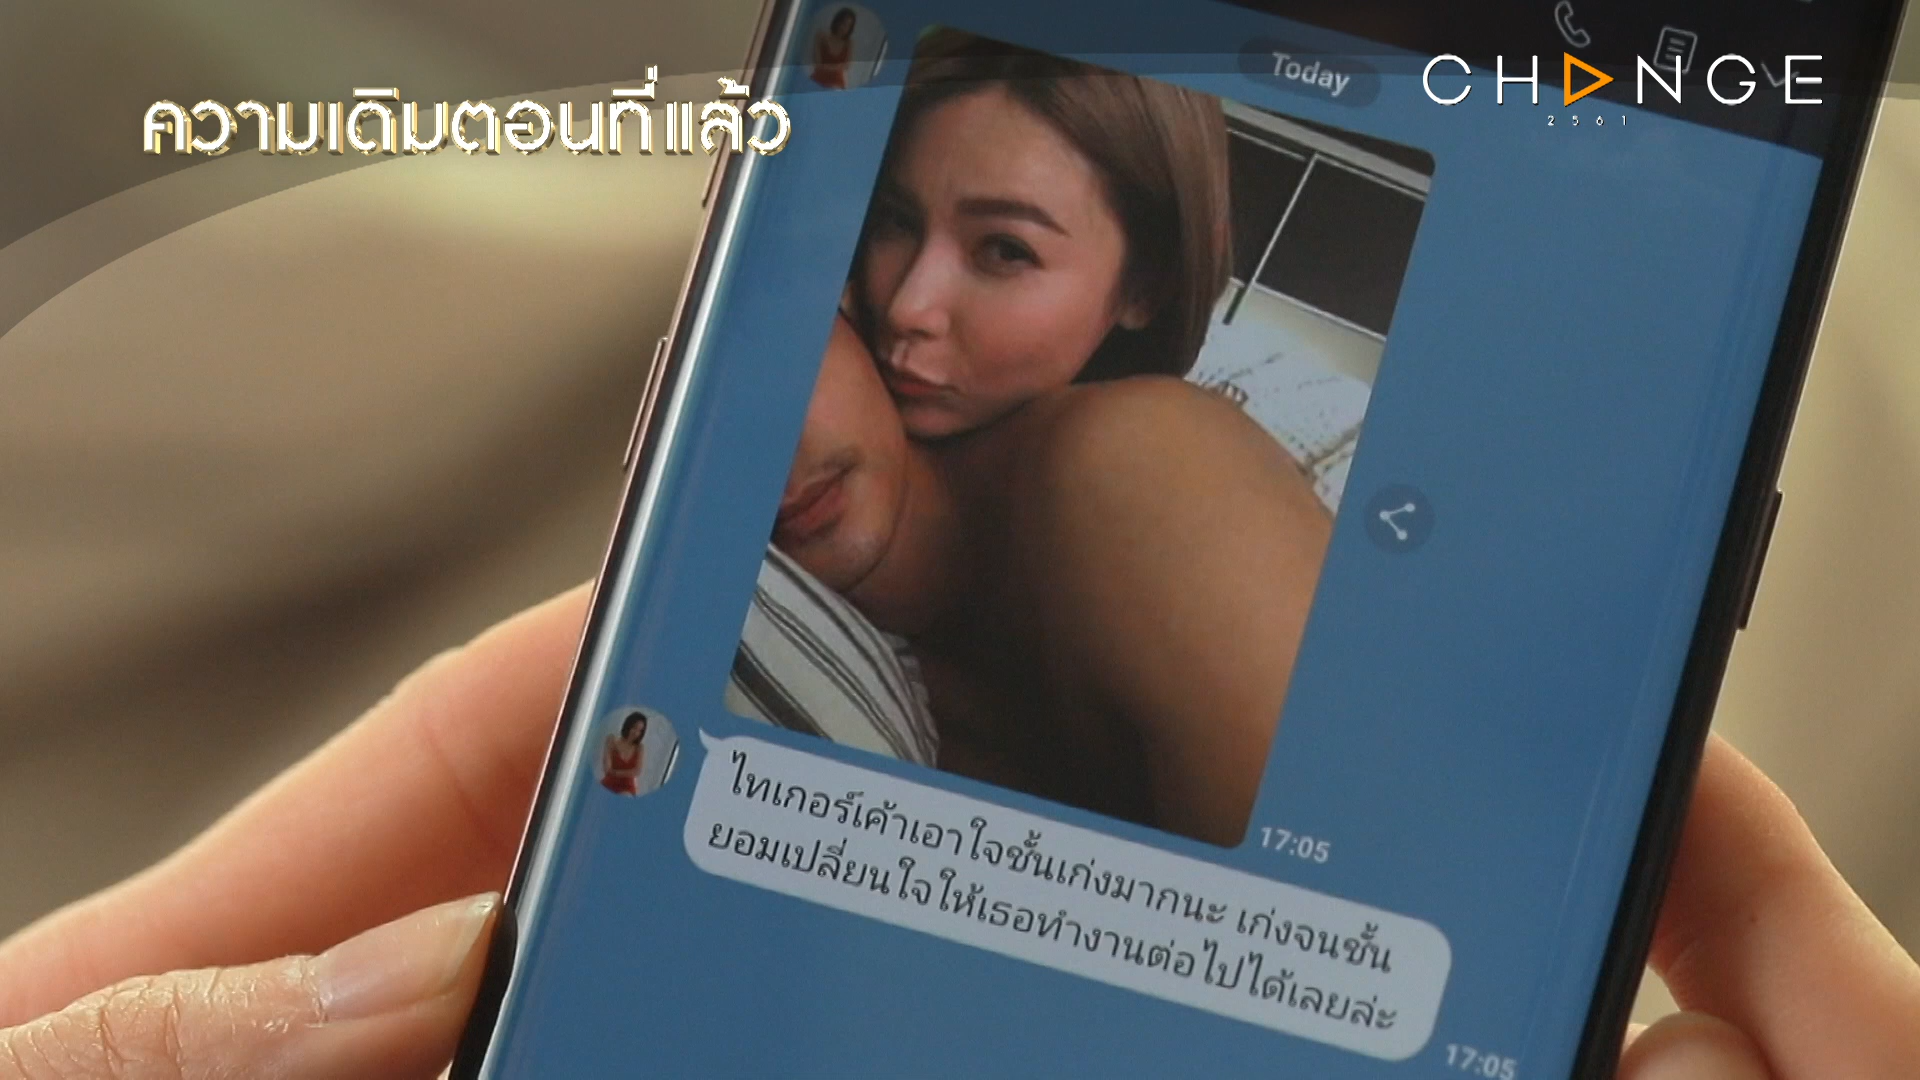 ความเดิมตอนที่แล้ว
CHANGE
2561
Today
17:05
ไทเกอร์เค้าเอาใจชั้นเก่งมากนะ เก่งจนชั้น
ยอมเปลี่ยนใจให้เธอทำงานต่อไปได้เลยล่ะ
17:05